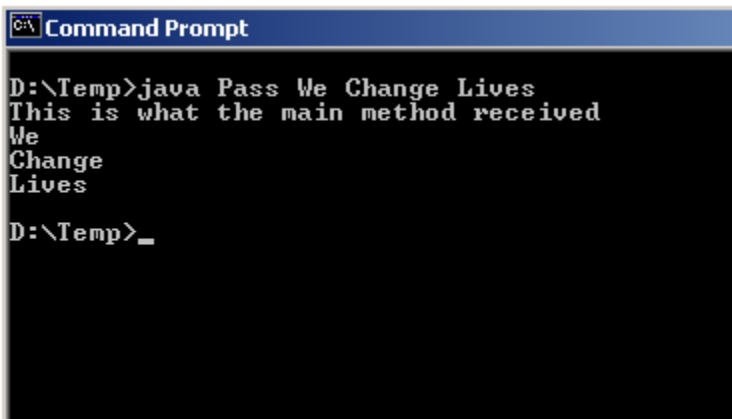 Command Prompt
D:\Temp>java Pass We Change Lives
This is what the main method received
We
Change
Lives
D:\Temp>_